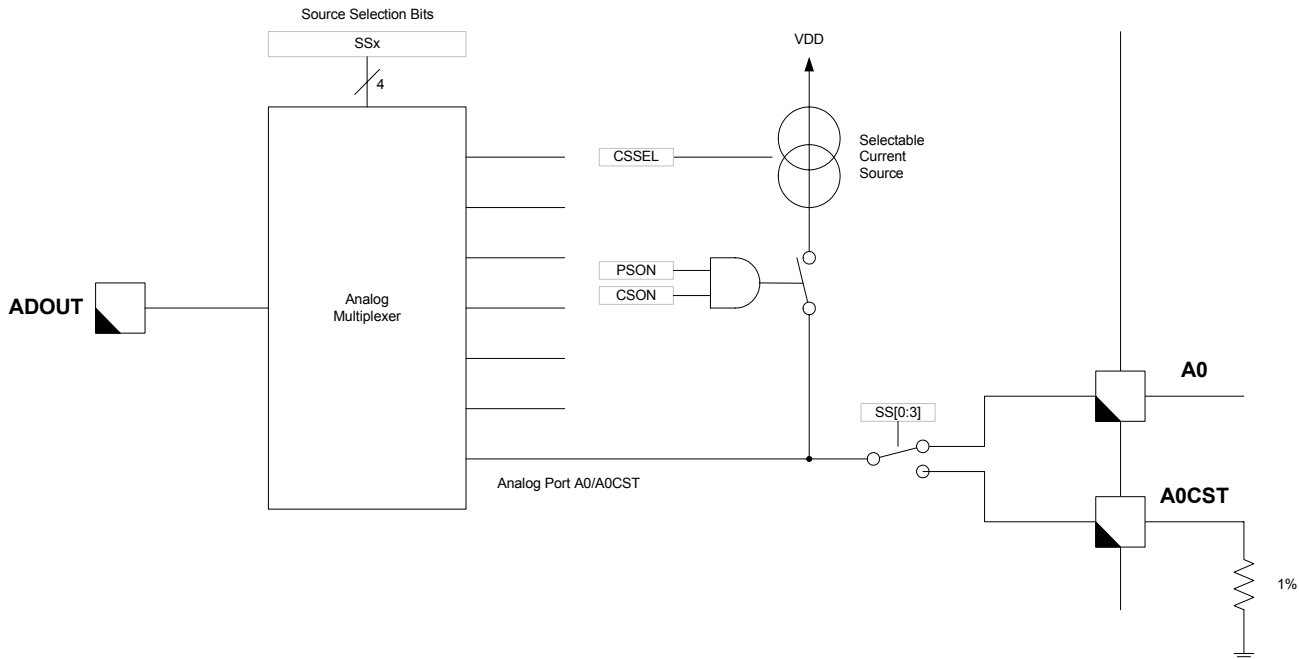 Source Selection Bits
SSx
4
VDD
CSSEL
Selectable
Current
Source
PSON
CSON
ADOUT
Analog
Multiplexer
A0
SS[0:3]
Analog Port A0/A0CST
A0CST
1%